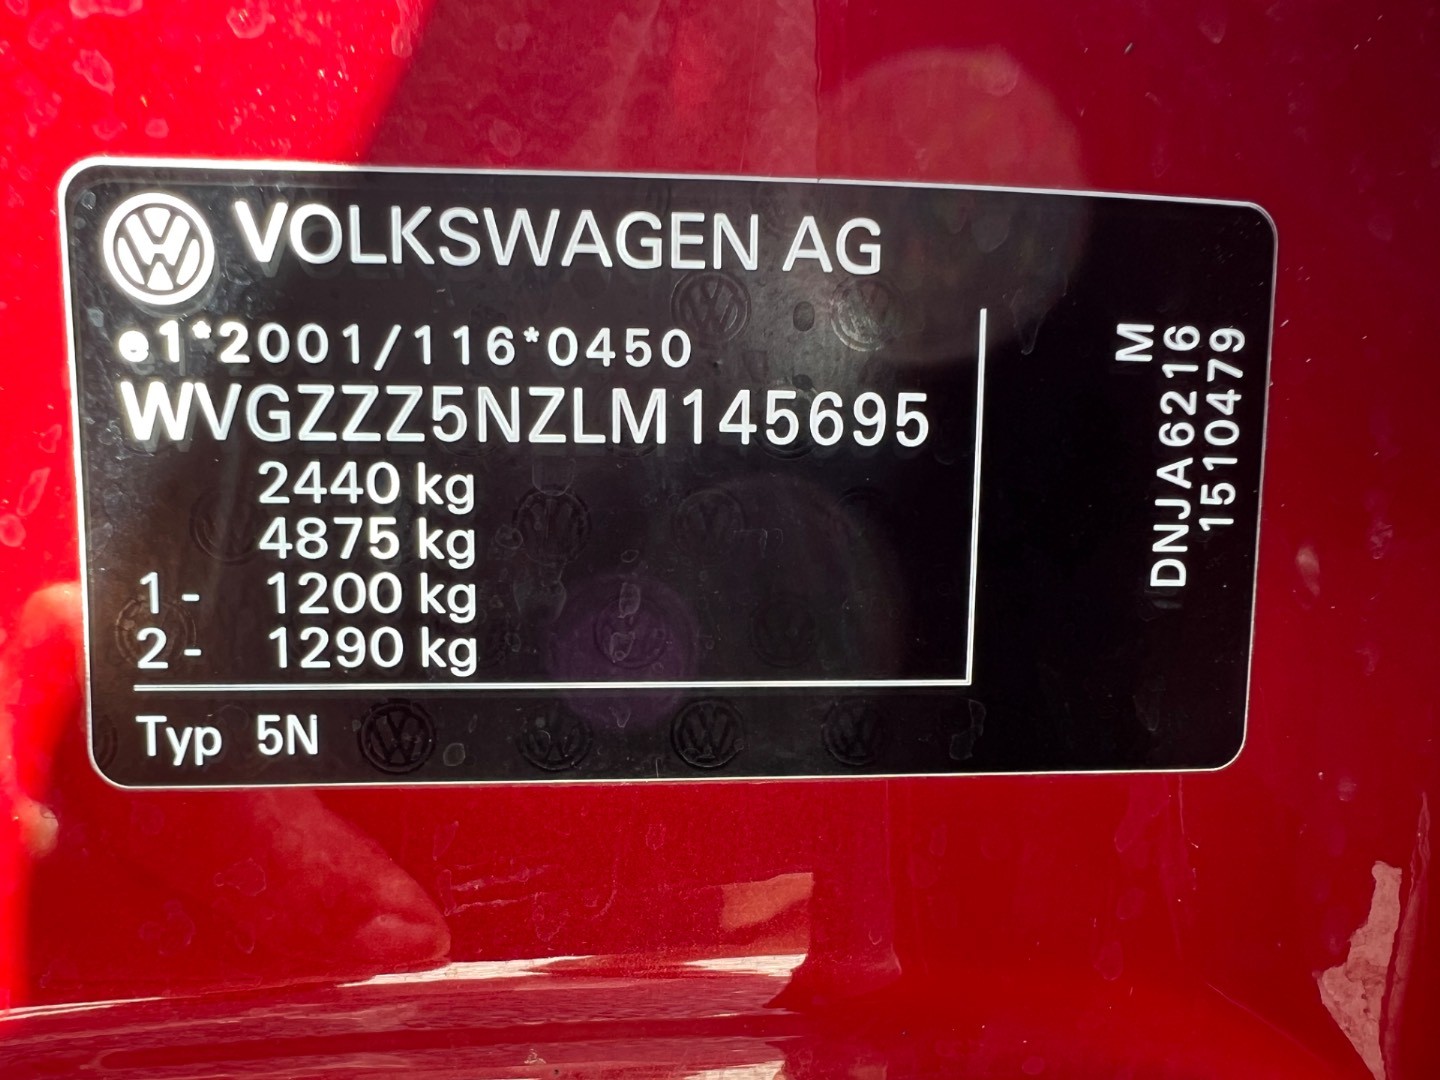 VOLKSWAGEN AG
e1*2001/116*0450
WVGZZZ5NZLM145695
2440 kg
4875 kg
1- 1200 kg
2- 1290 kg
Typ 5N
M
DNJA6216
1510479